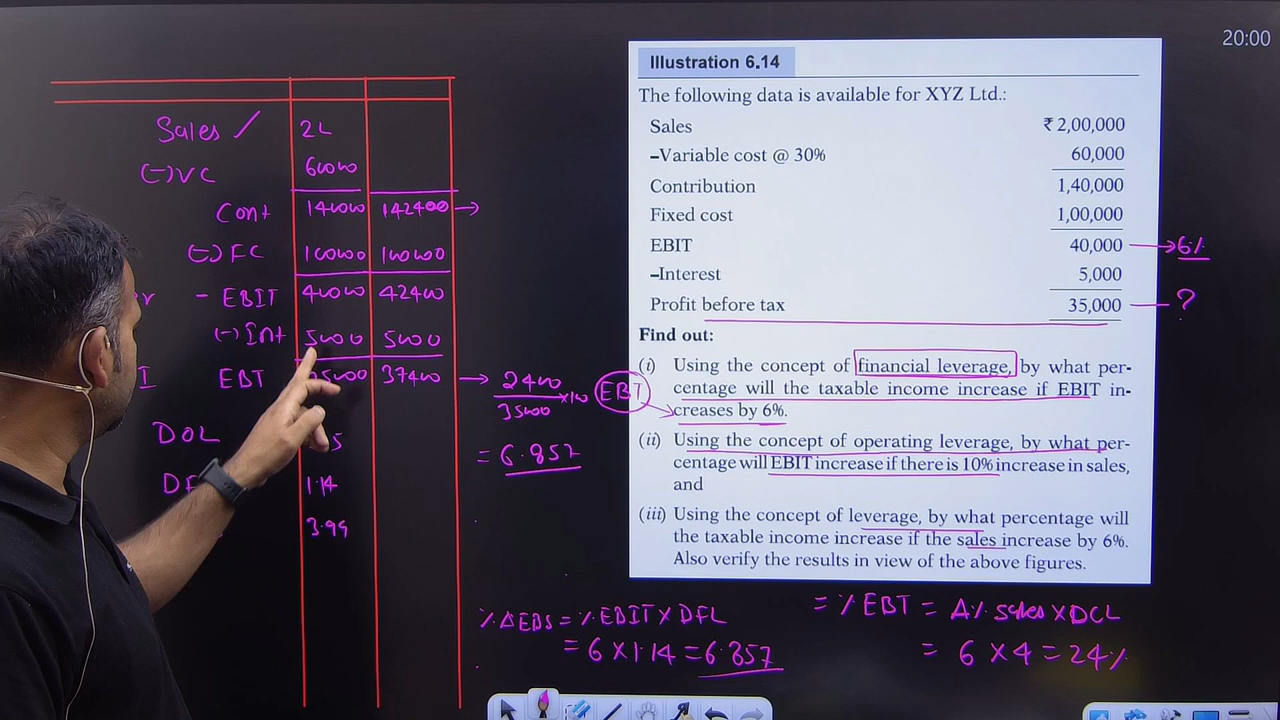 20:00
Sales / 2L
(-)VC 60000
Cont 140000 142400 →
(-)FC 100000 100000
- EBIT 40000 42400
(-)Int 5000 5000
EBT 35000 37400 → 2400
35000 ×100
= 6.857
DOL
1.14
3.99
Illustration 6.14
The following data is available for XYZ Ltd.:
Sales ₹ 2,00,000
–Variable cost @ 30% 60,000
Contribution 1,40,000
Fixed cost 1,00,000
EBIT 40,000 → 6%
–Interest 5,000
Profit before tax 35,000 → ?
Find out:
(i) Using the concept of financial leverage, by what per-
centage will the taxable income increase if EBIT in-
EBT → creases by 6%.
(ii) Using the concept of operating leverage, by what per-
centage will EBIT increase if there is 10% increase in sales,
and
(iii) Using the concept of leverage, by what percentage will
the taxable income increase if the sales increase by 6%.
Also verify the results in view of the above figures.
% ΔEBS = % EBIT × DFL
= 6 × 1.14 = 6.857
= % EBT = Δ% sales × DCL
= 6 × 4 = 24%